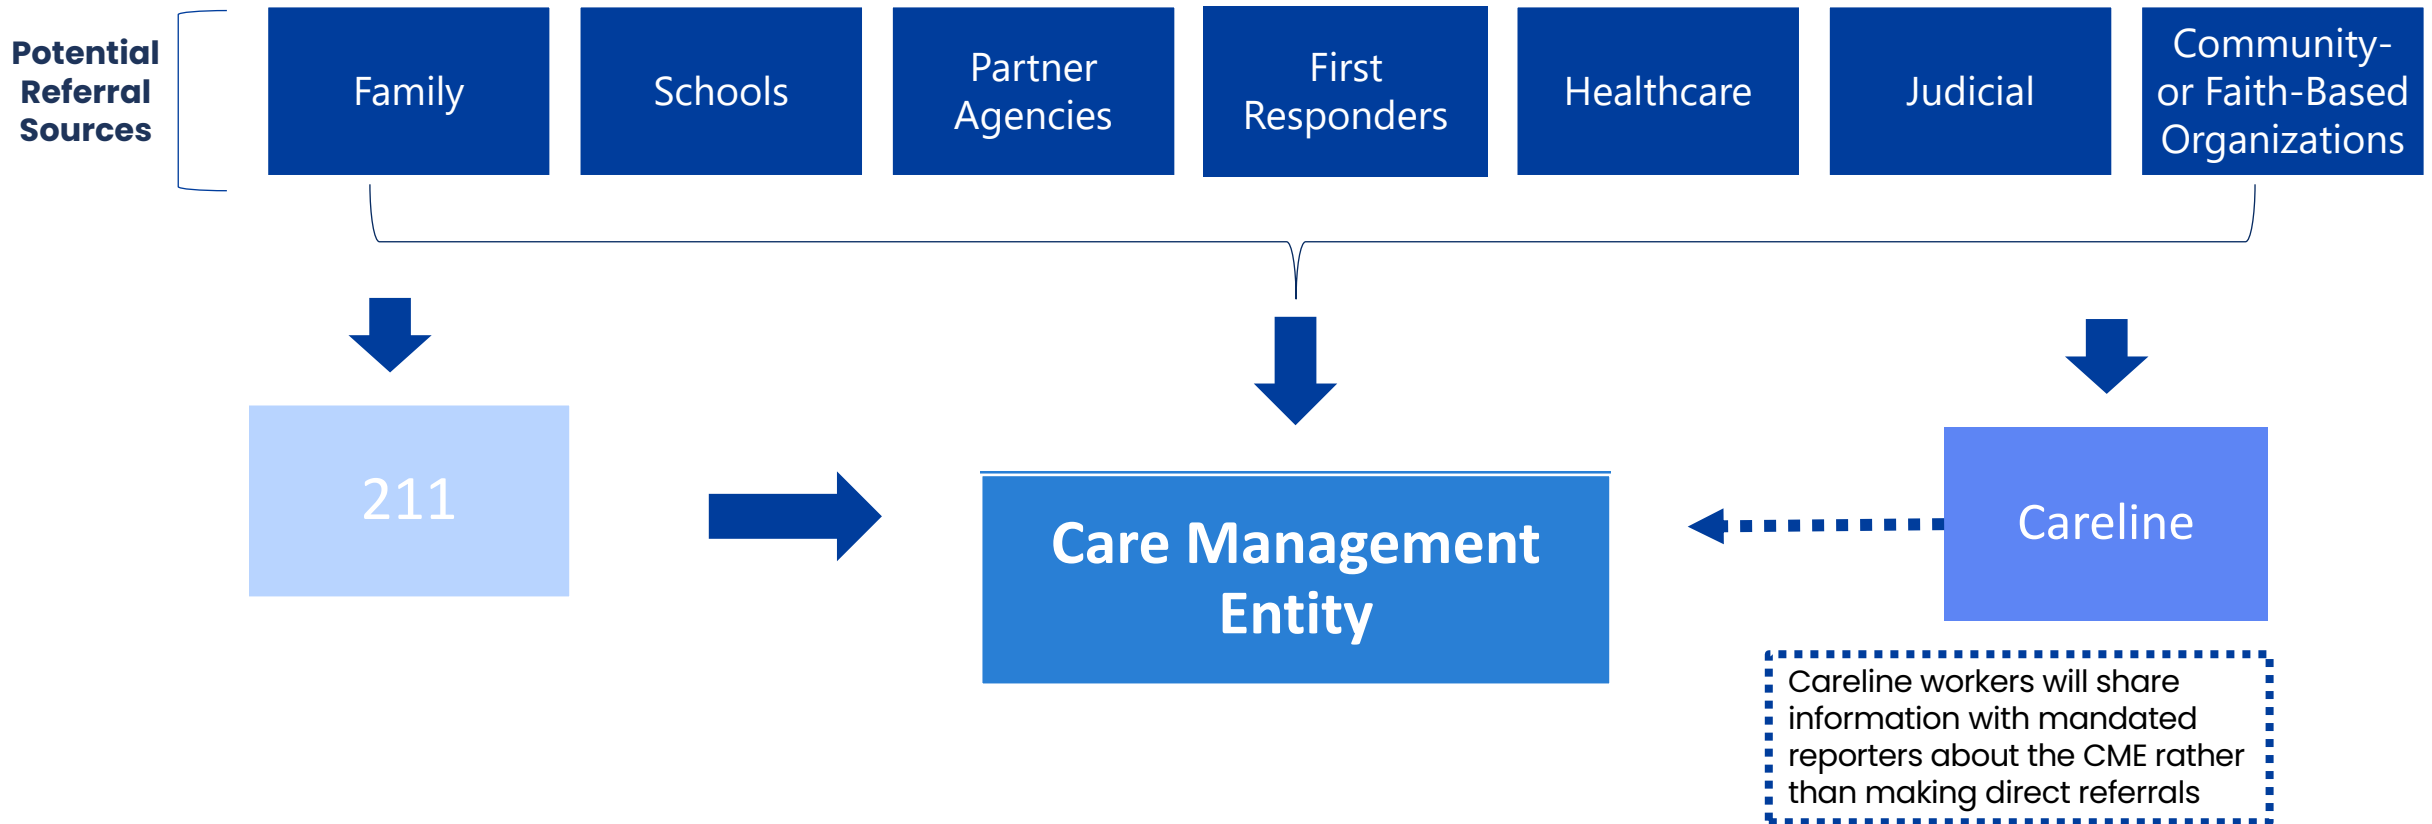 Potential
Referral
Sources
Family
Schools
Partner
Agencies
First
Responders
Healthcare
Judicial
Community-
or Faith-Based
Organizations
211
Care Management
Entity
Careline
Careline workers will share
information with mandated
reporters about the CME rather
than making direct referrals